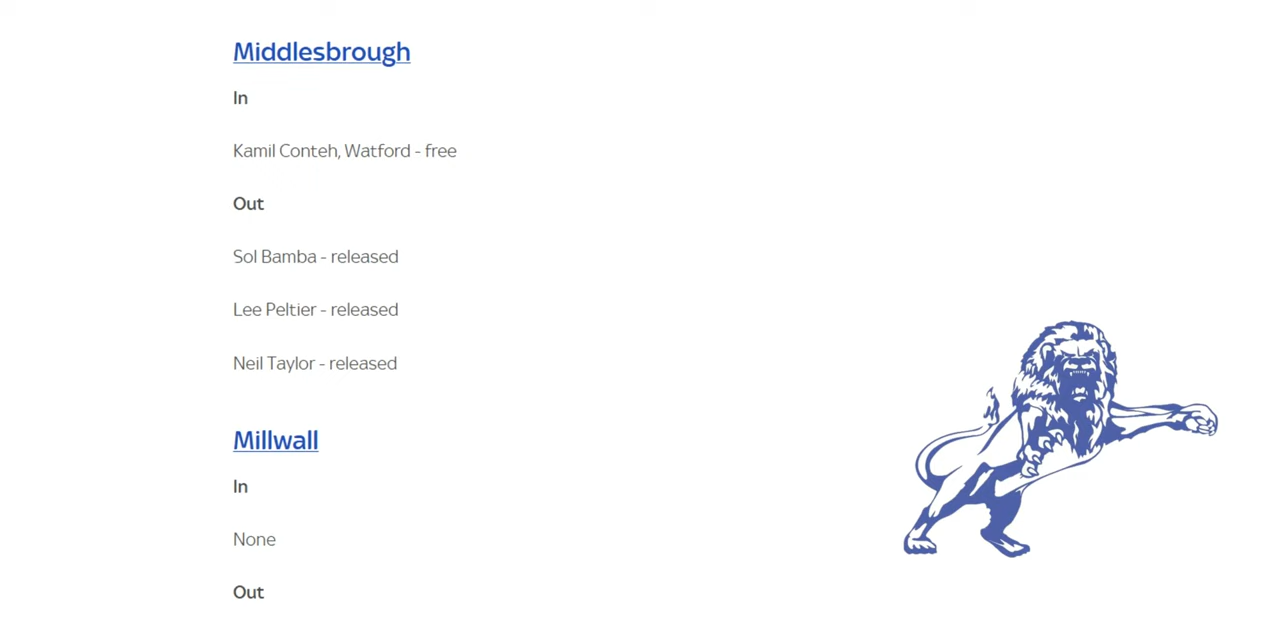 Middlesbrough
In
Kamil Conteh, Watford - free
Out
Sol Bamba - released
Lee Peltier - released
Neil Taylor - released
Millwall
In
None
Out